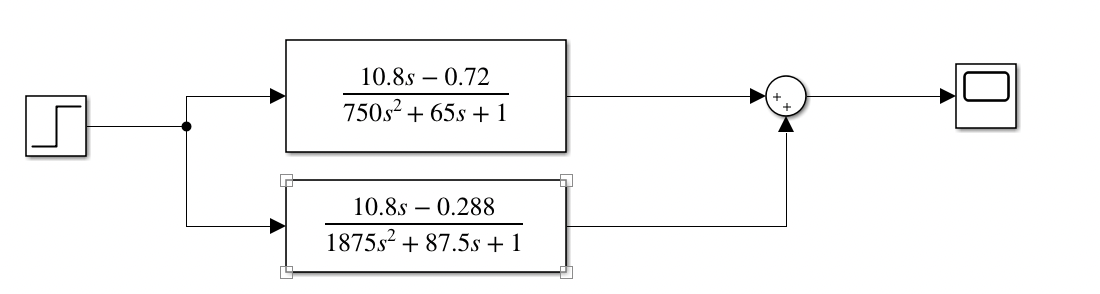 10.8s − 0.72
750s² + 65s + 1
+
+
10.8s − 0.288
1875s² + 87.5s + 1